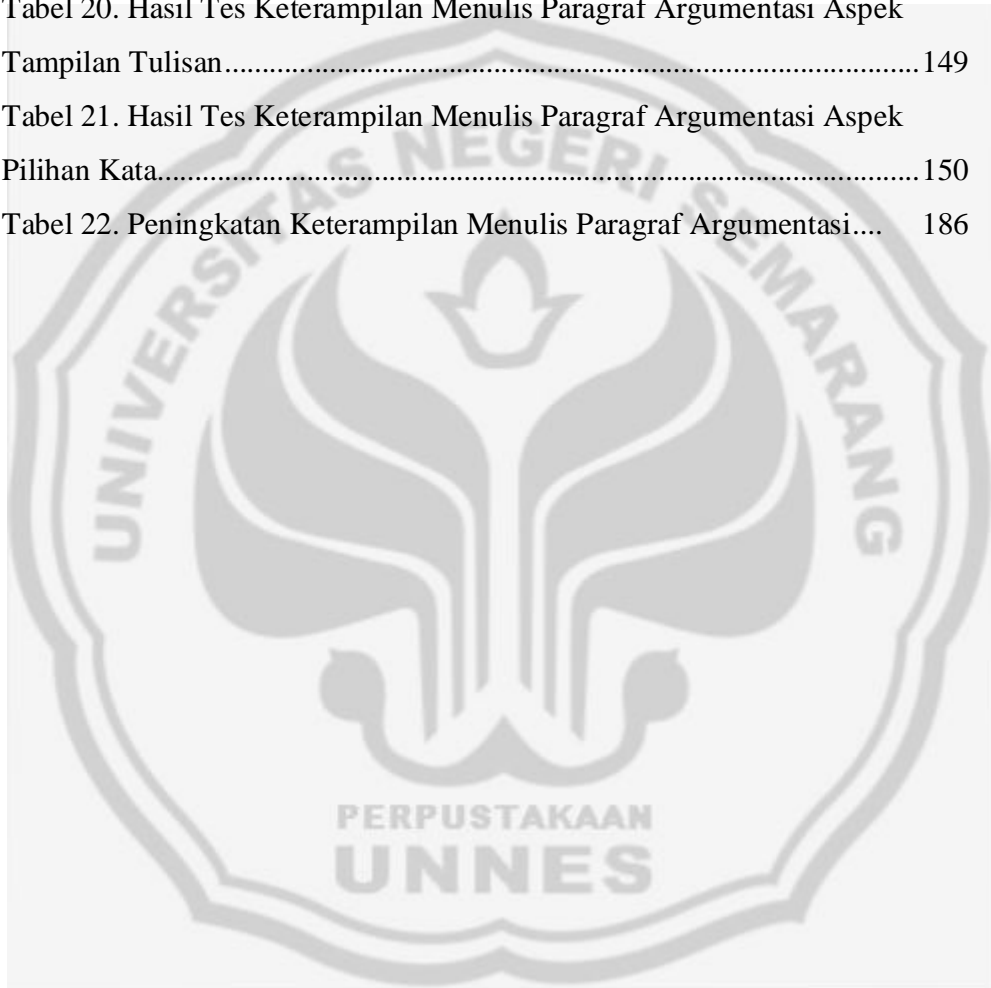 Tabel 20. Hasil Tes Keterampilan Menulis Paragraf Argumentasi Aspek
Tampilan Tulisan.............................................................................149
Tabel 21. Hasil Tes Keterampilan Menulis Paragraf Argumentasi Aspek
Pilihan Kata.....................................................................................150
Tabel 22. Peningkatan Keterampilan Menulis Paragraf Argumentasi.... 186
UNIVERSITAS NEGERI SEMARANG
PERPUSTAKAAN
UNNES